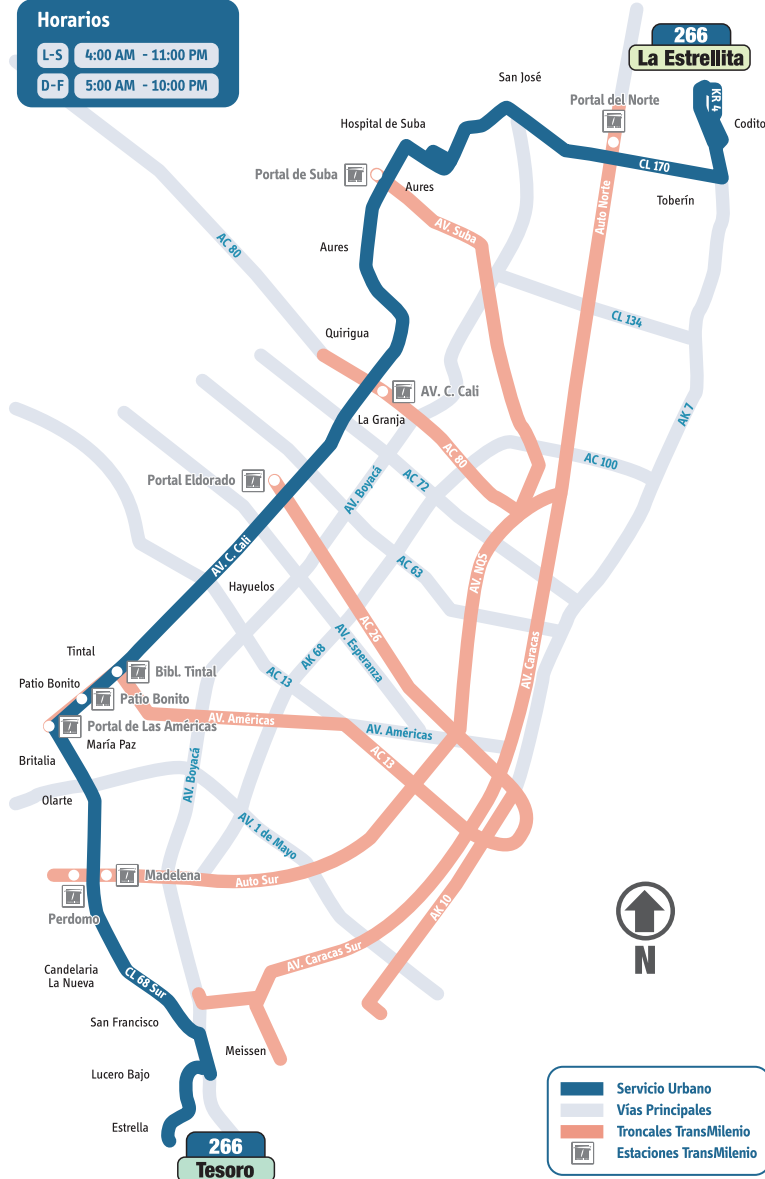 Horarios
L-S 4:00 AM - 11:00 PM
D-F 5:00 AM - 10:00 PM
266
La Estrellita
San José
Portal del Norte
KR 4
Codito
Hospital de Suba
CL 170
Portal de Suba
Aures
Toberín
Auto Norte
AV. Suba
Aures
AC 80
CL 134
Quirigua
AV. C. Cali
La Granja
AK 7
AC 80
AC 100
Portal Eldorado
AC 72
AV. Boyacá
AV. C. Cali
AC 63
AV. NQS
Hayuelos
AC 26
AV. Esperanza
AK 68
AV. Caracas
Tintal
Bibl. Tintal
AC 13
Patio Bonito
Patio Bonito
AV. Américas
Portal de Las Américas
AV. Américas
María Paz
Britalia
AC 13
AV. Boyacá
Olarte
AV. 1 de Mayo
Madelena
Auto Sur
Perdomo
AK 10
AV. Caracas Sur
N
Candelaria
La Nueva
CL 68 Sur
San Francisco
Meissen
Lucero Bajo
Estrella
266
Tesoro
Servicio Urbano
Vías Principales
Troncales TransMilenio
Estaciones TransMilenio